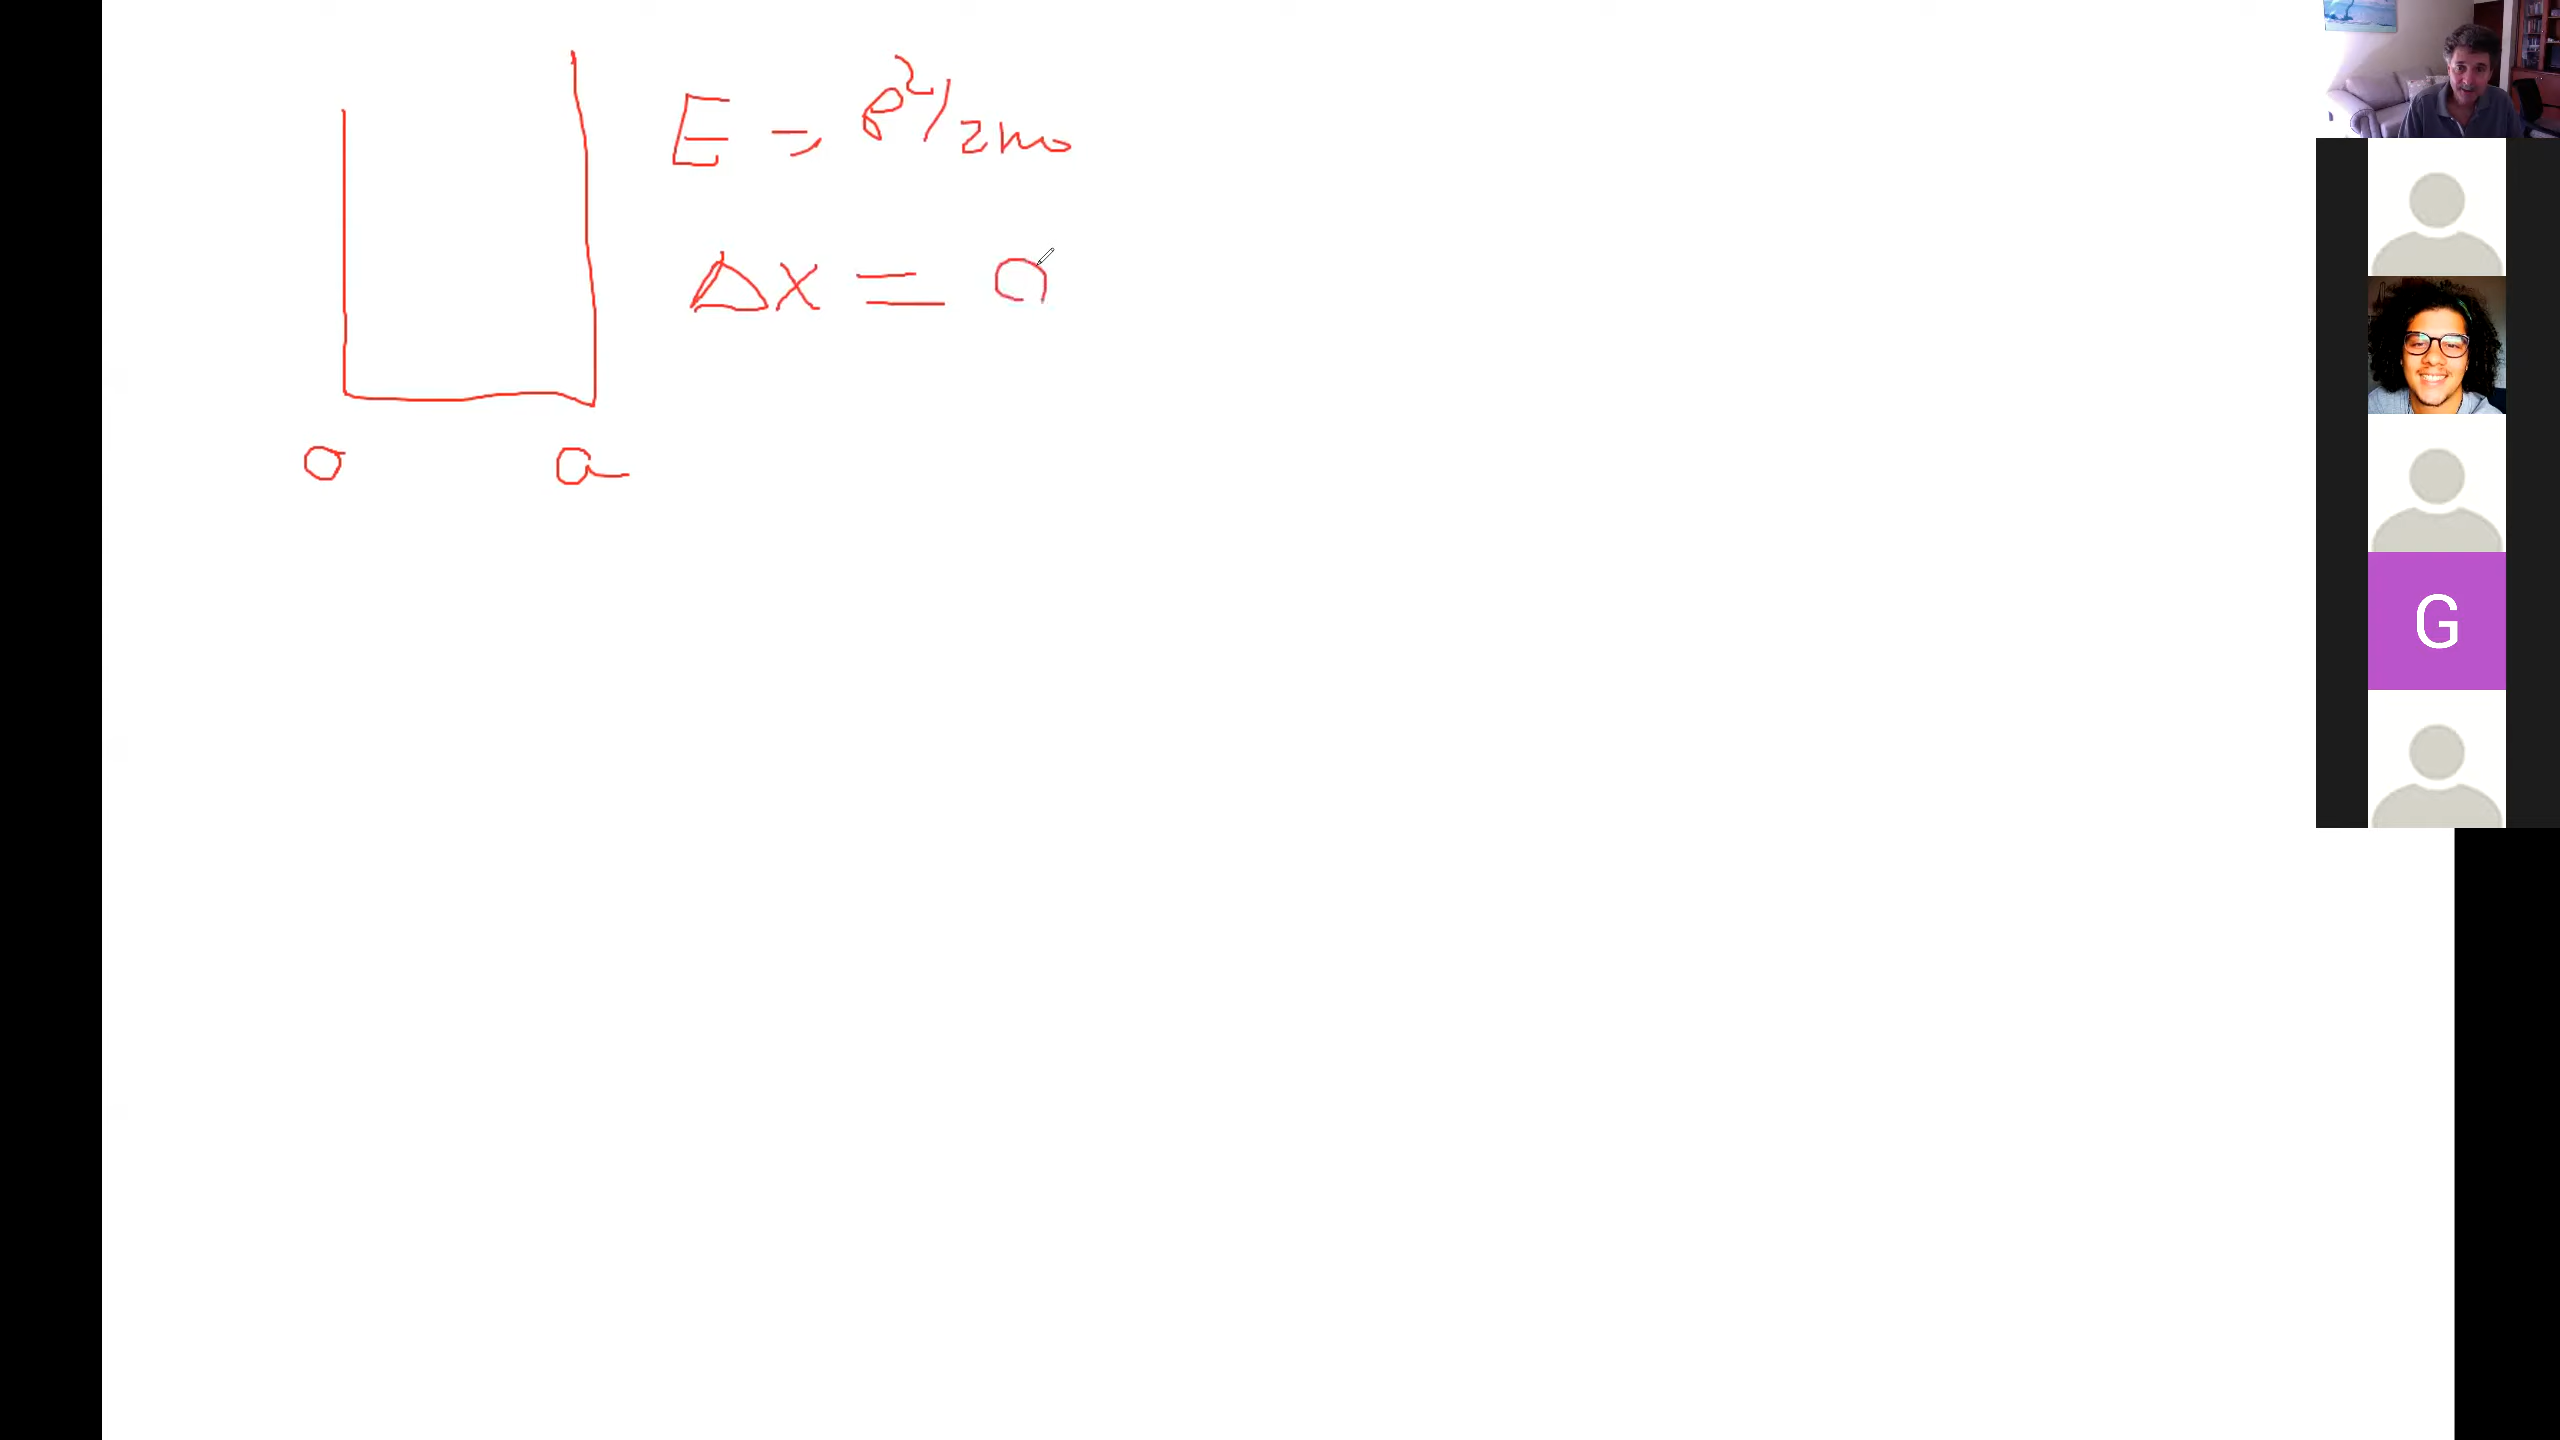 E = p²/2m
Δx = a
0 a
G